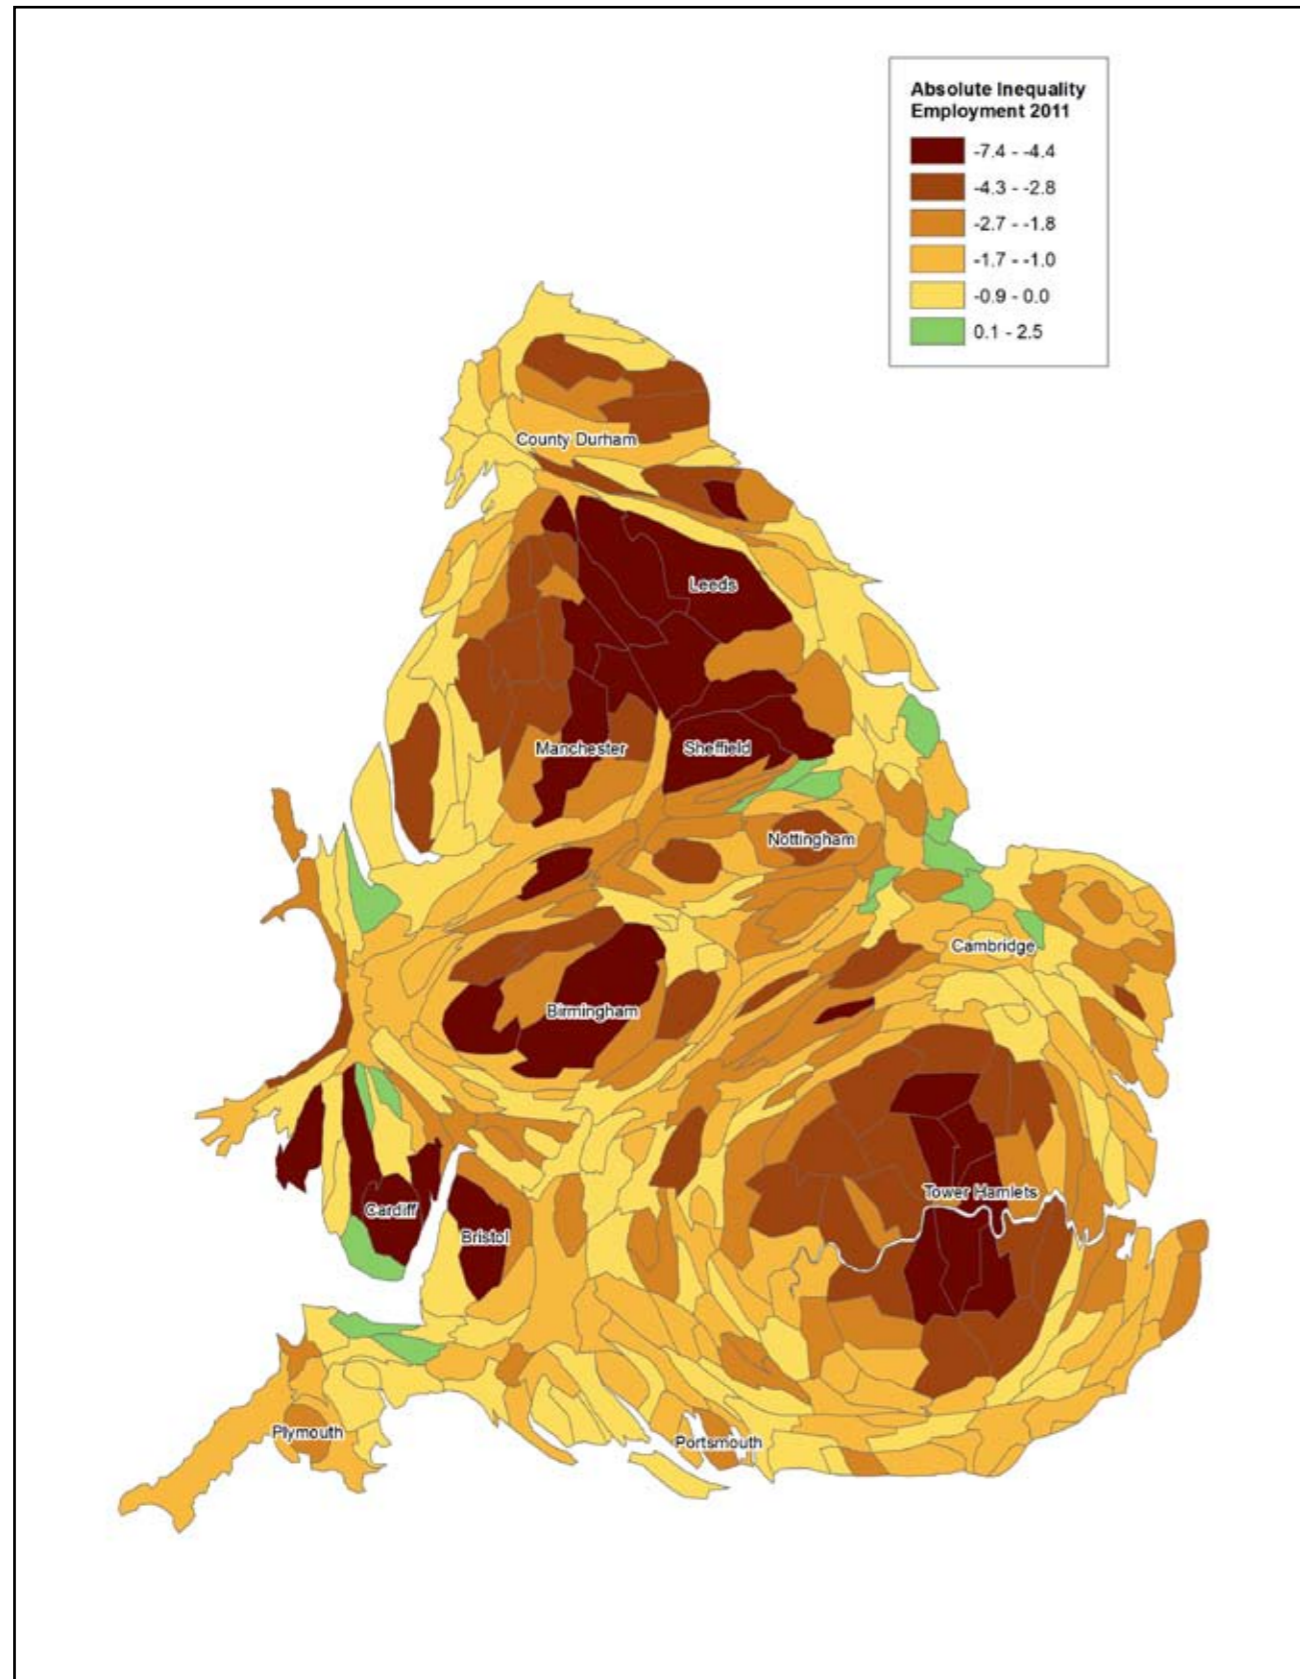 Absolute Inequality
Employment 2011
-7.4 - -4.4
-4.3 - -2.8
-2.7 - -1.8
-1.7 - -1.0
-0.9 - 0.0
0.1 - 2.5
County Durham
Leeds
Manchester
Sheffield
Nottingham
Cambridge
Birmingham
Tower Hamlets
Cardiff
Bristol
Plymouth
Portsmouth